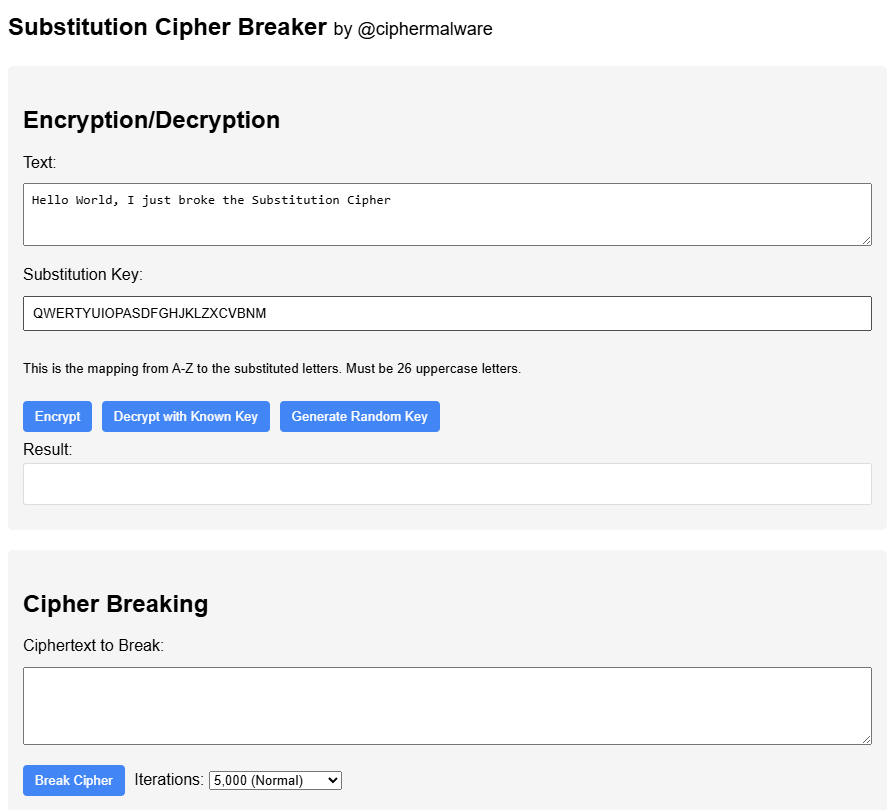 Substitution Cipher Breaker by @ciphermalware
Encryption/Decryption
Text:
Hello World, I just broke the Substitution Cipher
Substitution Key:
QWERTYUIOPASDFGHJKLZXCVBNM
This is the mapping from A-Z to the substituted letters. Must be 26 uppercase letters.
Encrypt Decrypt with Known Key Generate Random Key
Result:
Cipher Breaking
Ciphertext to Break:
Break Cipher Iterations: 5,000 (Normal)